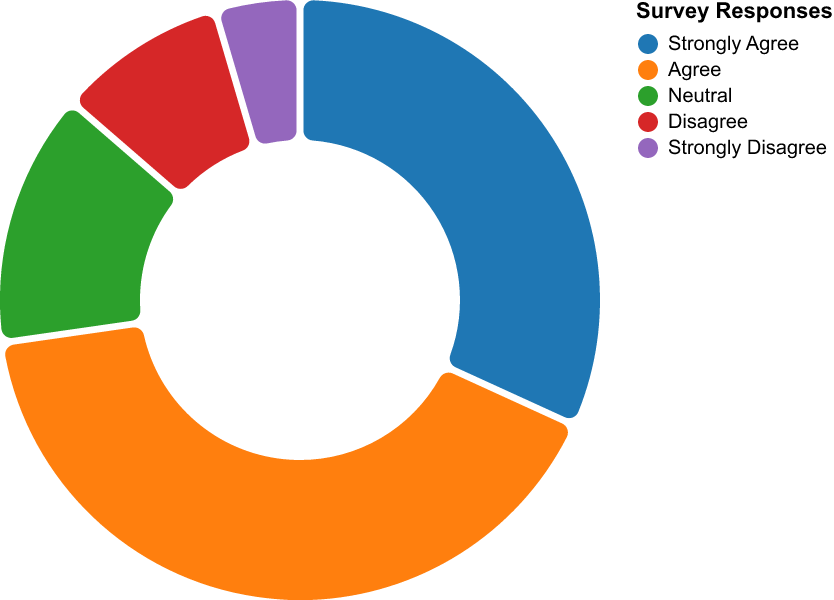 Survey Responses
Strongly Agree
Agree
Neutral
Disagree
Strongly Disagree